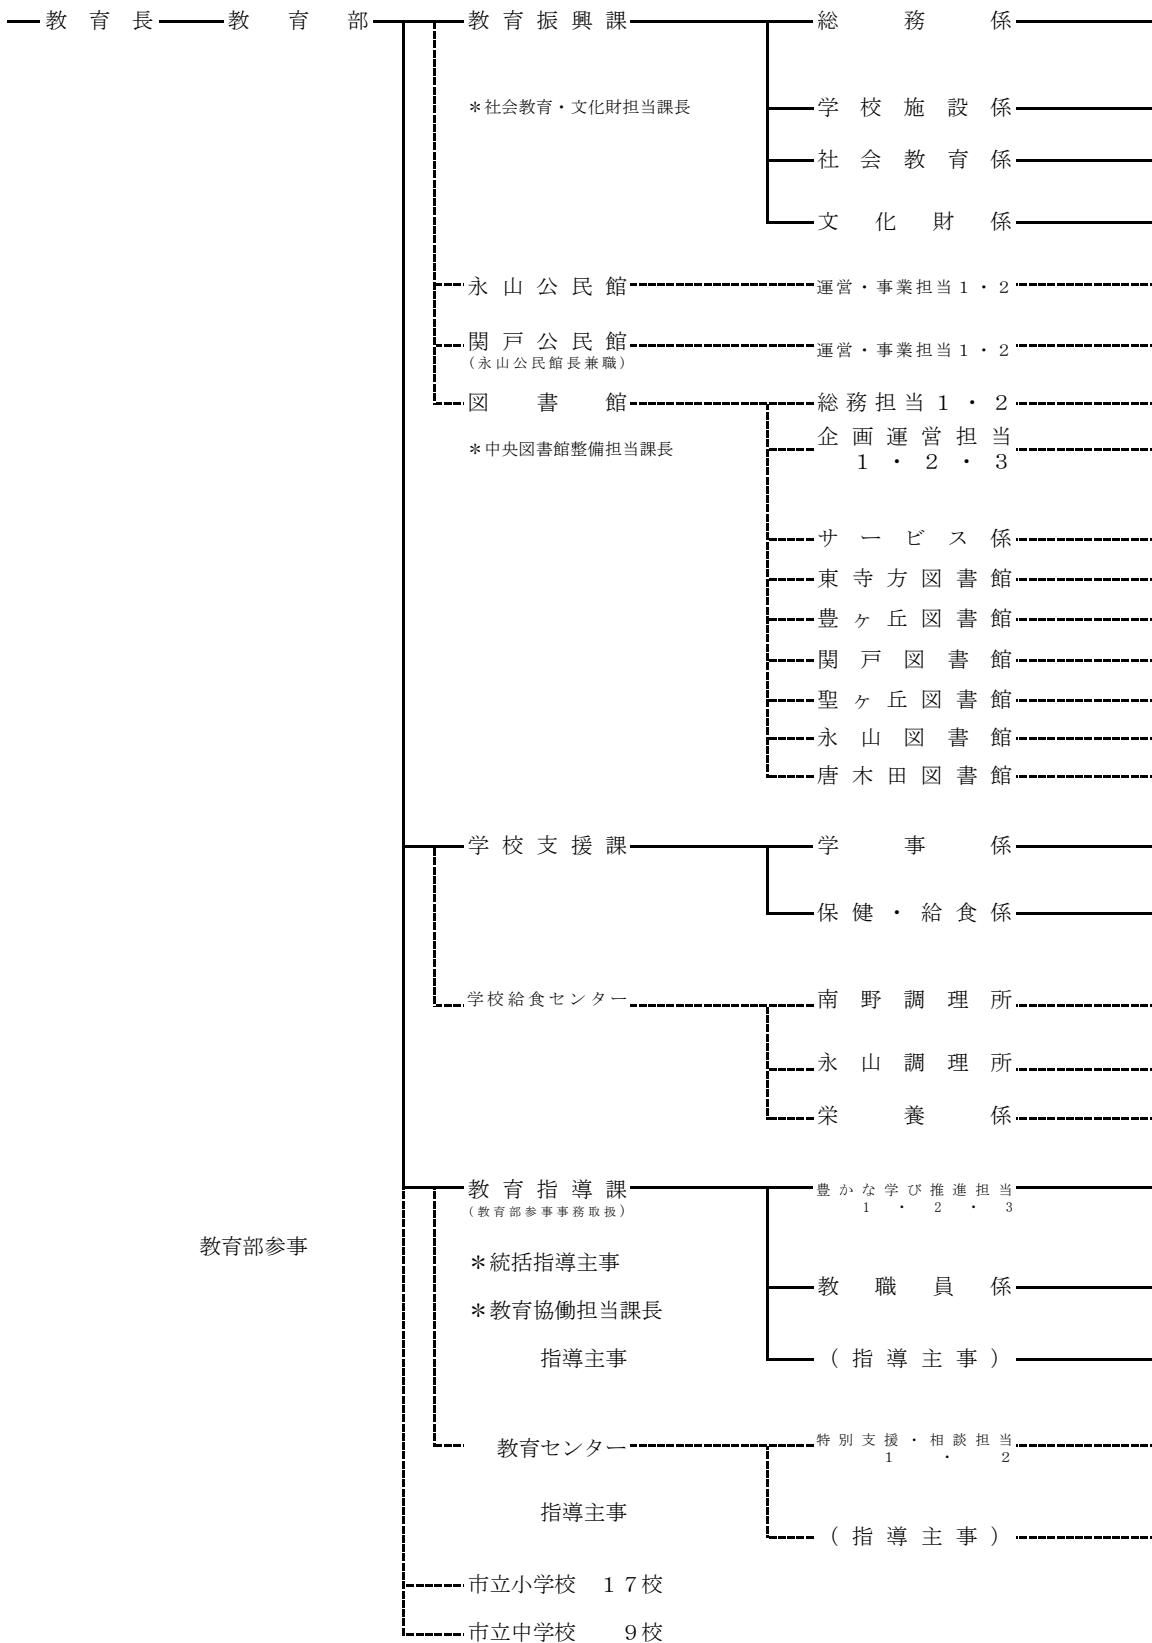 教育長 教育部 教育振興課 総務係
＊社会教育・文化財担当課長 学校施設係
社会教育係
文化財係
永山公民館 運営・事業担当１・２
関戸公民館 運営・事業担当１・２
(永山公民館長兼職)
図書館 総務担当１・２
＊中央図書館整備担当課長 企画運営担当
１・２・３
サービス係
東寺方図書館
豊ヶ丘図書館
関戸図書館
聖ヶ丘図書館
永山図書館
唐木田図書館
学校支援課 学事係
保健・給食係
学校給食センター 南野調理所
永山調理所
栄養係
教育指導課 豊かな学び推進担当
(教育部参事事務取扱) １・２・３
教育部参事
＊統括指導主事
教職員係
＊教育協働担当課長
指導主事 (指導主事)
教育センター 特別支援・相談担当
１・２
指導主事
(指導主事)
市立小学校 １７校
市立中学校 ９校